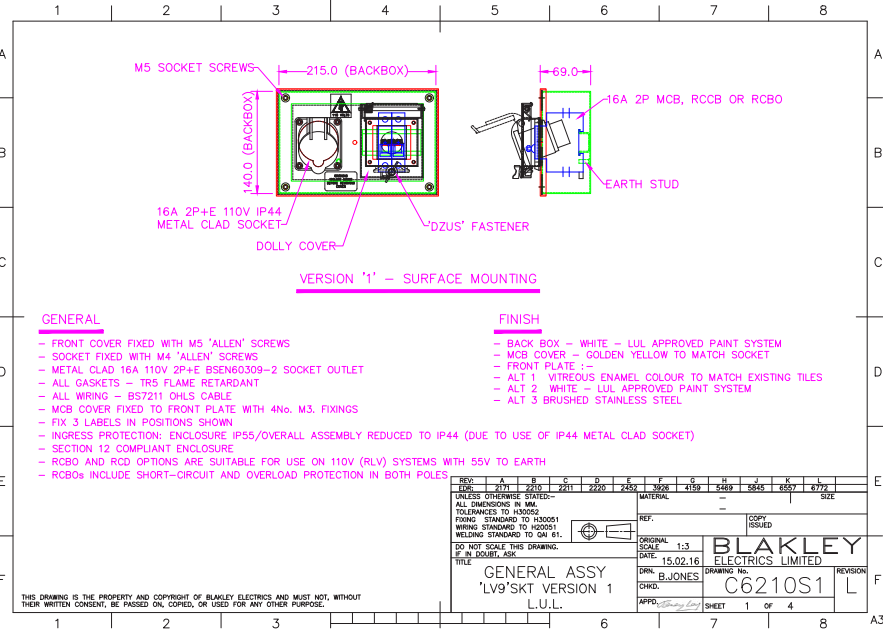 1 2 3 4 5 6 7 8
A A
B B
C C
D D
E E
F F
M5 SOCKET SCREWS
215.0 (BACKBOX)
69.0
140.0 (BACKBOX)
16A 2P MCB, RCCB OR RCBO
EARTH STUD
16A 2P+E 110V IP44
METAL CLAD SOCKET
'DZUS' FASTENER
DOLLY COVER
VERSION '1' – SURFACE MOUNTING
GENERAL
– FRONT COVER FIXED WITH M5 'ALLEN' SCREWS
– SOCKET FIXED WITH M4 'ALLEN' SCREWS
– METAL CLAD 16A 110V 2P+E BSEN60309–2 SOCKET OUTLET
– ALL GASKETS – TR5 FLAME RETARDANT
– ALL WIRING – BS7211 OHLS CABLE
– MCB COVER FIXED TO FRONT PLATE WITH 4No. M3. FIXINGS
– FIX 3 LABELS IN POSITIONS SHOWN
– INGRESS PROTECTION: ENCLOSURE IP55/OVERALL ASSEMBLY REDUCED TO IP44 (DUE TO USE OF IP44 METAL CLAD SOCKET)
– SECTION 12 COMPLIANT ENCLOSURE
– RCBO AND RCD OPTIONS ARE SUITABLE FOR USE ON 110V (RLV) SYSTEMS WITH 55V TO EARTH
– RCBOs INCLUDE SHORT–CIRCUIT AND OVERLOAD PROTECTION IN BOTH POLES
FINISH
– BACK BOX – WHITE – LUL APPROVED PAINT SYSTEM
– MCB COVER – GOLDEN YELLOW TO MATCH SOCKET
– FRONT PLATE :–
– ALT 1 VITREOUS ENAMEL COLOUR TO MATCH EXISTING TILES
– ALT 2 WHITE – LUL APPROVED PAINT SYSTEM
– ALT 3 BRUSHED STAINLESS STEEL
REV: A B C D E F G H J K L
EDR: 2171 2210 2211 2220 2452 3926 4159 5469 5845 6557 6772
UNLESS OTHERWISE STATED:–
ALL DIMENSIONS IN MM.
TOLERANCES TO H30052
FIXING STANDARD TO H30051
WIRING STANDARD TO H20051
WELDING STANDARD TO QAI 61.
DO NOT SCALE THIS DRAWING.
IF IN DOUBT, ASK
MATERIAL – SIZE
–
REF.
COPY
ISSUED
ORIGINAL
SCALE 1:3
DATE. 15.02.16
DRN. B.JONES
CHKD.
APPD.
BLAKLEY
ELECTRICS LIMITED
DRAWING No.
C6210S1
REVISION
L
SHEET 1 OF 4
TITLE
GENERAL ASSY
'LV9'SKT VERSION 1
L.U.L.
THIS DRAWING IS THE PROPERTY AND COPYRIGHT OF BLAKLEY ELECTRICS AND MUST NOT, WITHOUT
THEIR WRITTEN CONSENT, BE PASSED ON, COPIED, OR USED FOR ANY OTHER PURPOSE.
1 2 3 6 7 8 A3